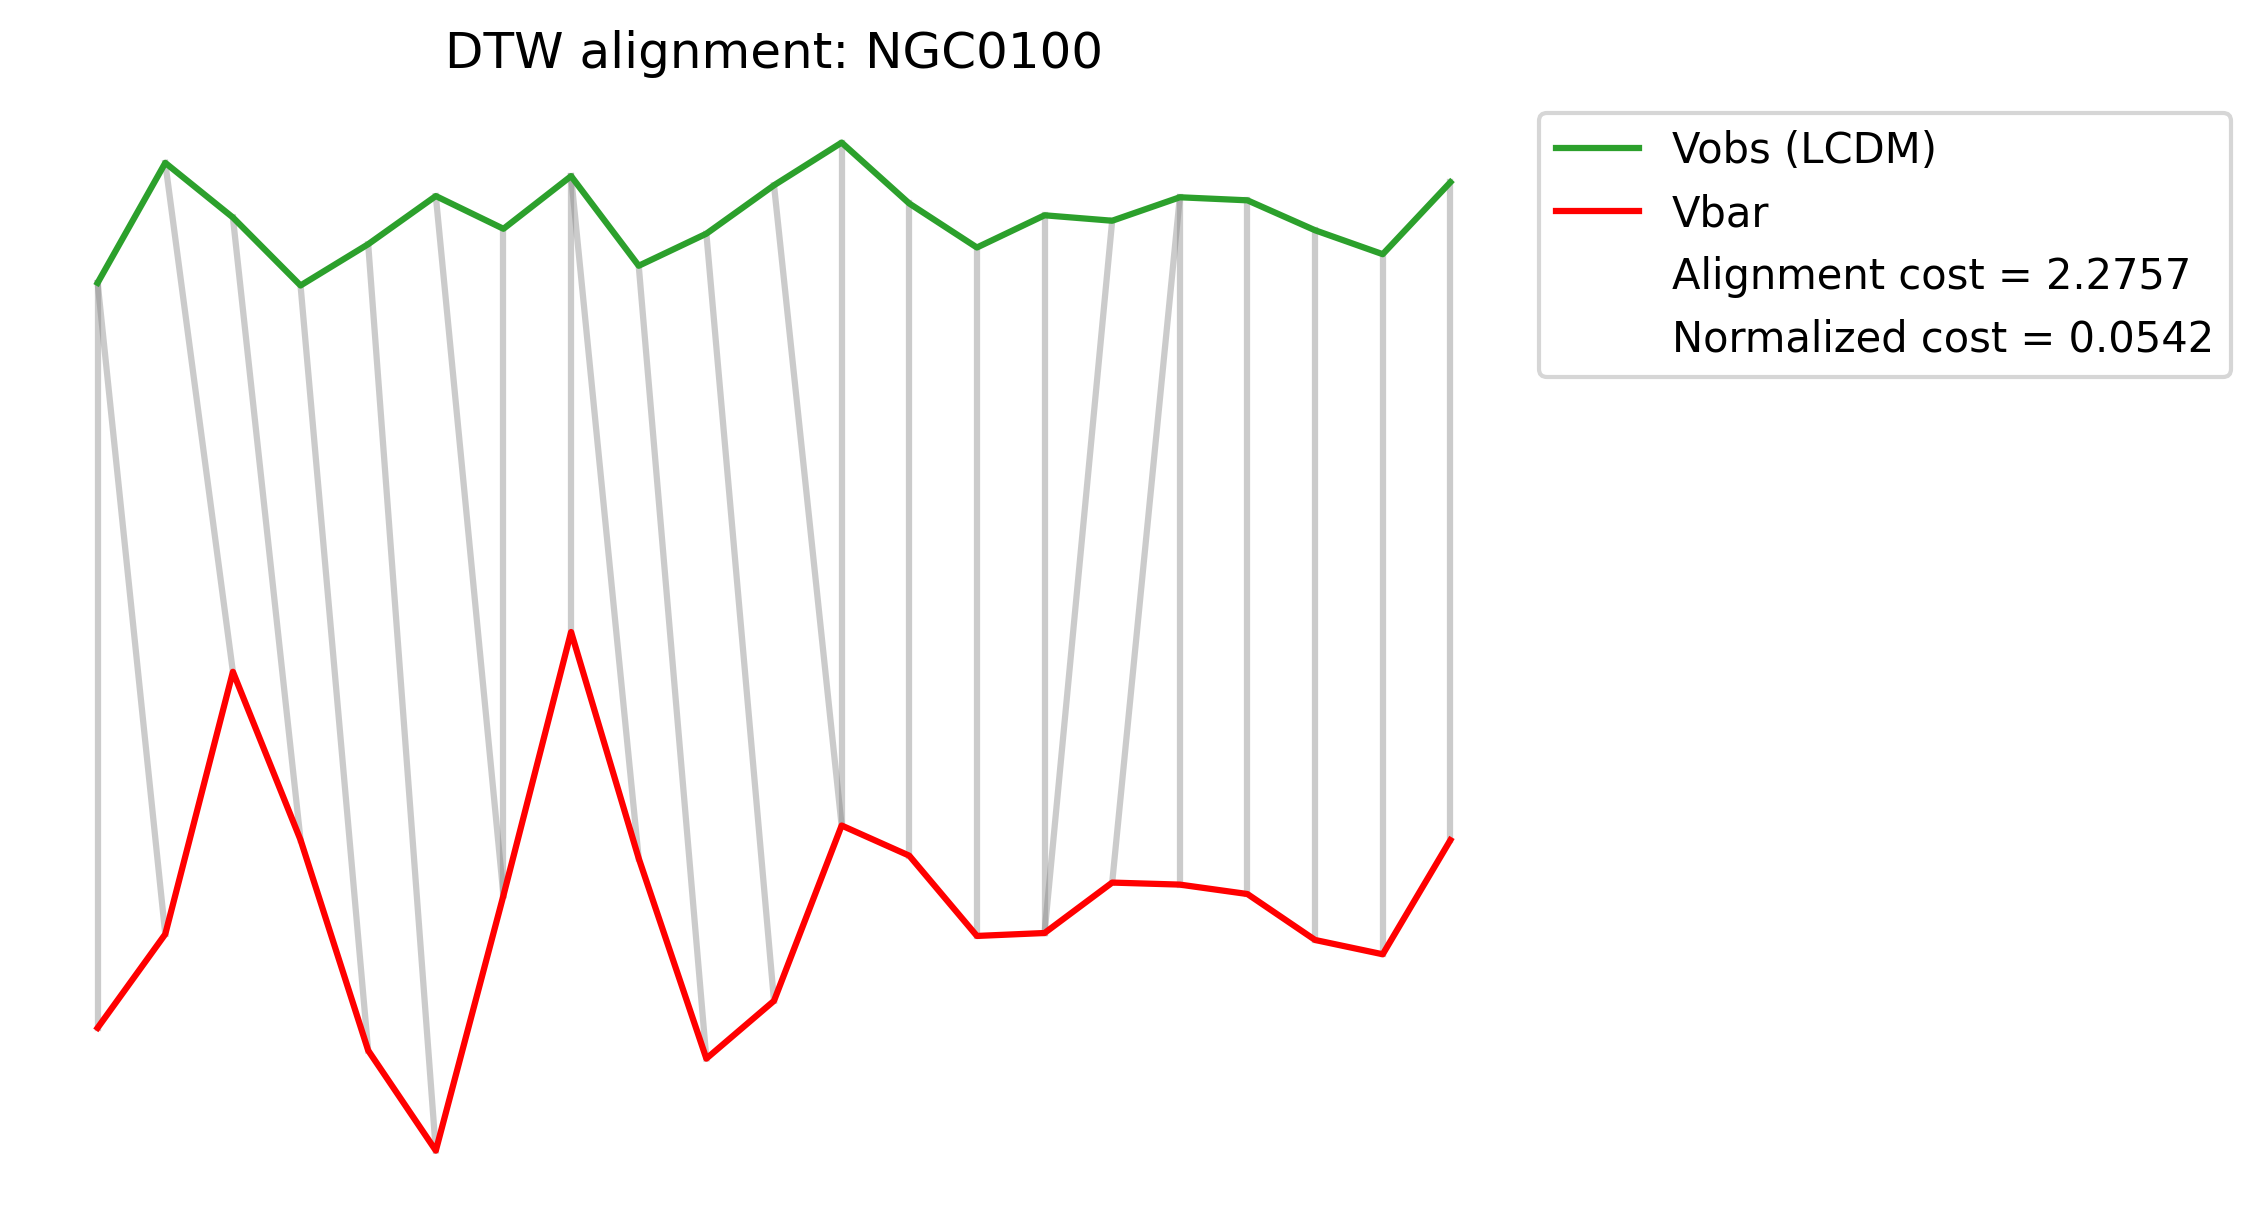 DTW alignment: NGC0100
Vobs (LCDM)
Vbar
Alignment cost = 2.2757
Normalized cost = 0.0542